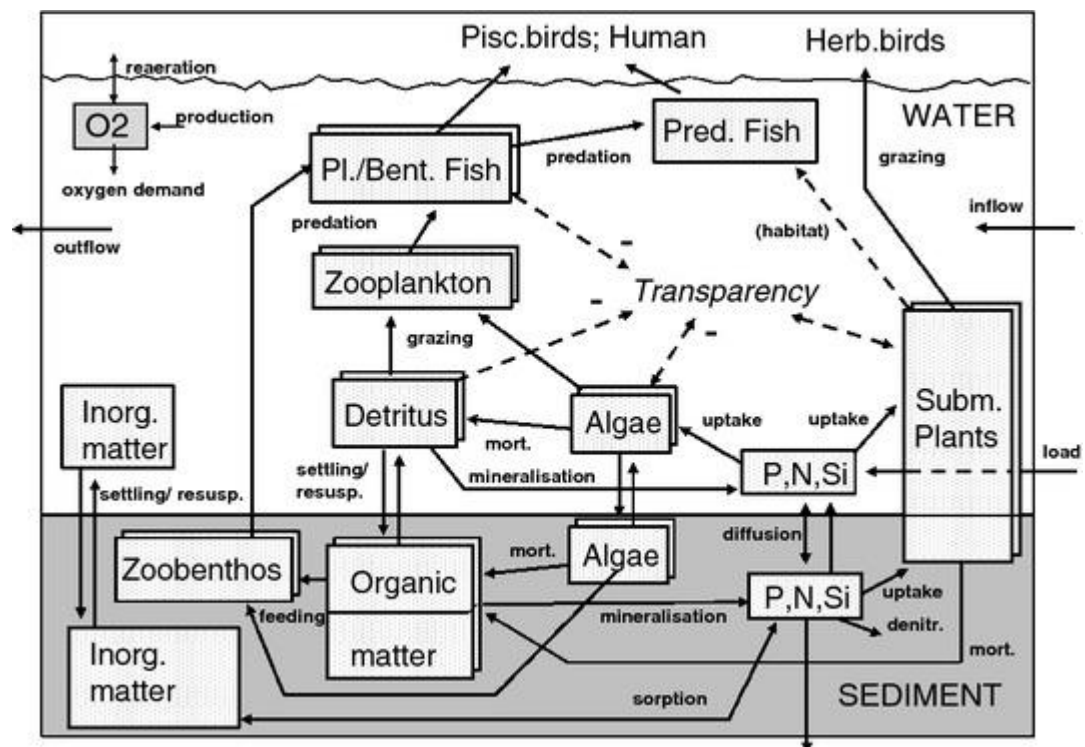 Pisc.birds; Human
Herb.birds
reaeration
O2
production
oxygen demand
WATER
Pl./Bent. Fish
Pred. Fish
predation
grazing
predation
outflow
inflow
(habitat)
-
Zooplankton
-
Transparency
grazing
-
Inorg.
matter
Detritus
Algae
uptake
uptake
Subm.
Plants
mort.
settling/
resusp.
mineralisation
P,N,Si
load
settling/ resusp.
diffusion
Zoobenthos
Organic
matter
mort.
Algae
P,N,Si
uptake
feeding
mineralisation
denitr.
Inorg.
matter
mort.
sorption
SEDIMENT